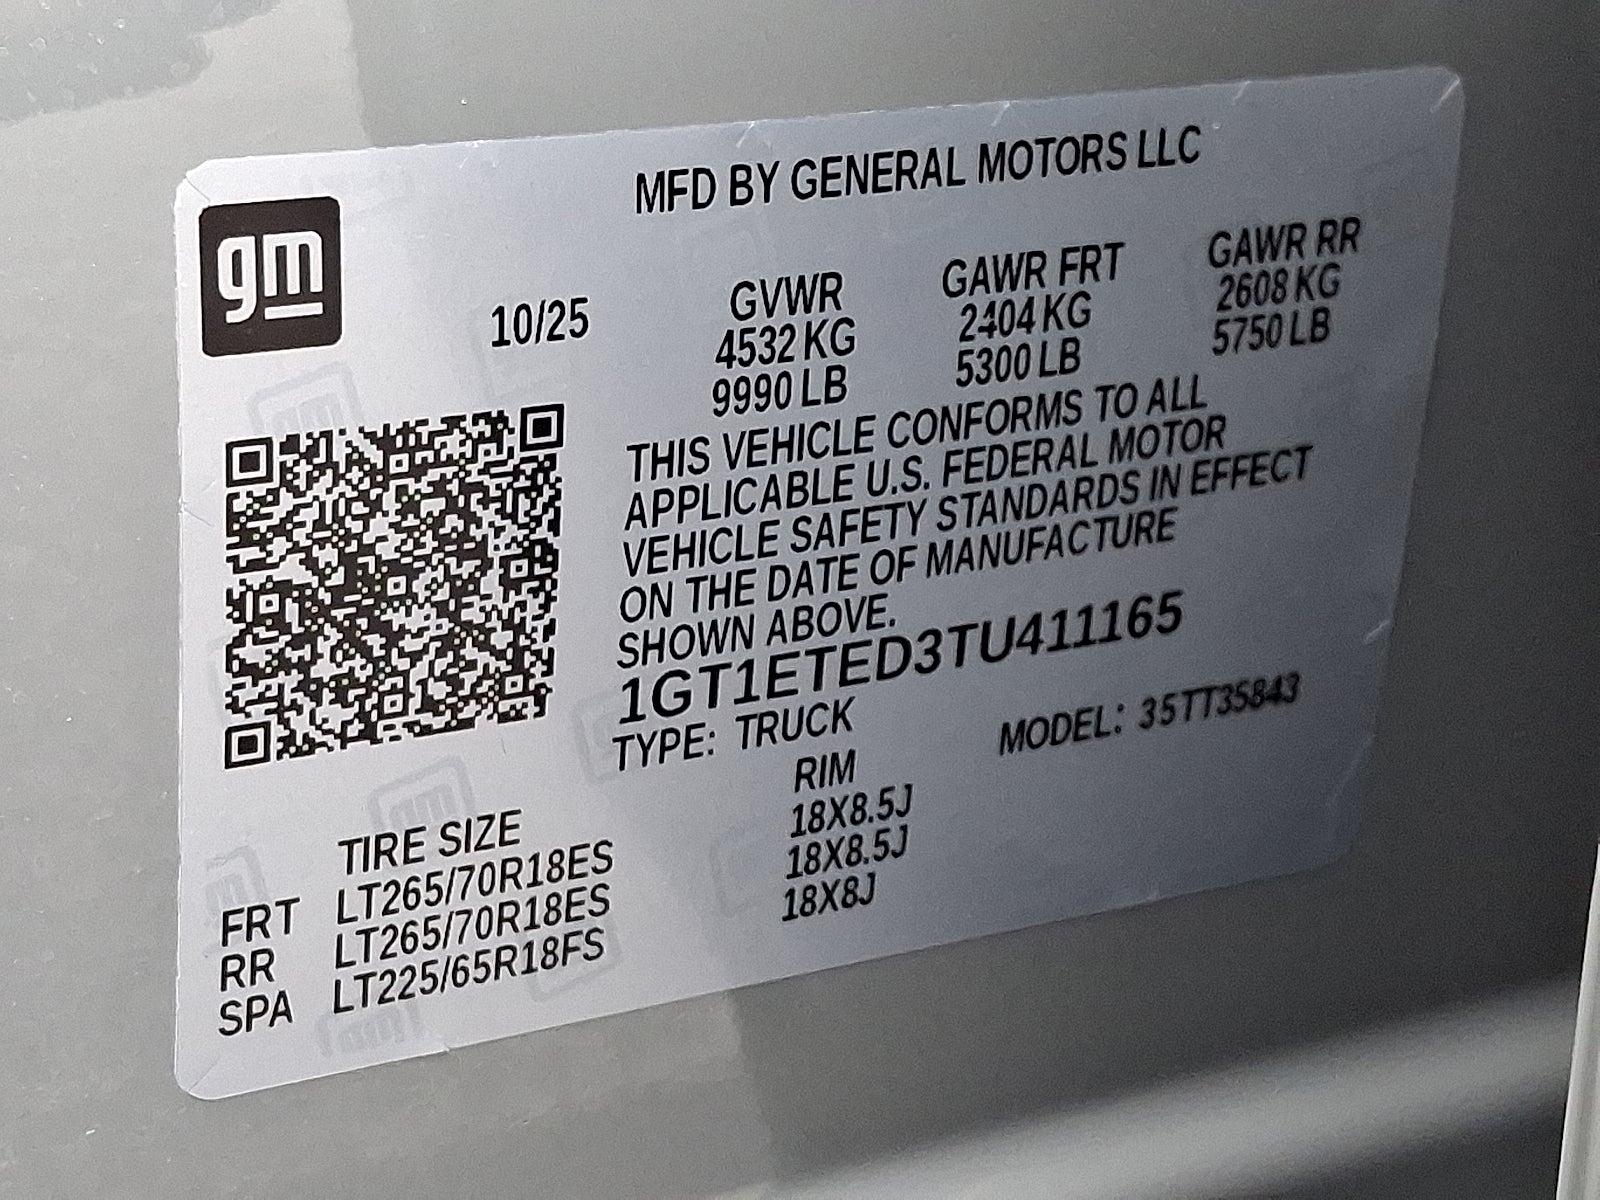 MFD BY GENERAL MOTORS LLC
gm
10/25
GVWR GAWR FRT GAWR RR
4532 KG 2404 KG 2608 KG
9990 LB 5300 LB 5750 LB
THIS VEHICLE CONFORMS TO ALL
APPLICABLE U.S. FEDERAL MOTOR
VEHICLE SAFETY STANDARDS IN EFFECT
ON THE DATE OF MANUFACTURE
SHOWN ABOVE.
1GT1ETED3TU411165
TYPE: TRUCK MODEL: 35TT35843
TIRE SIZE RIM
FRT LT265/70R18ES 18X8.5J
RR LT265/70R18ES 18X8.5J
SPA LT225/65R18FS 18X8J